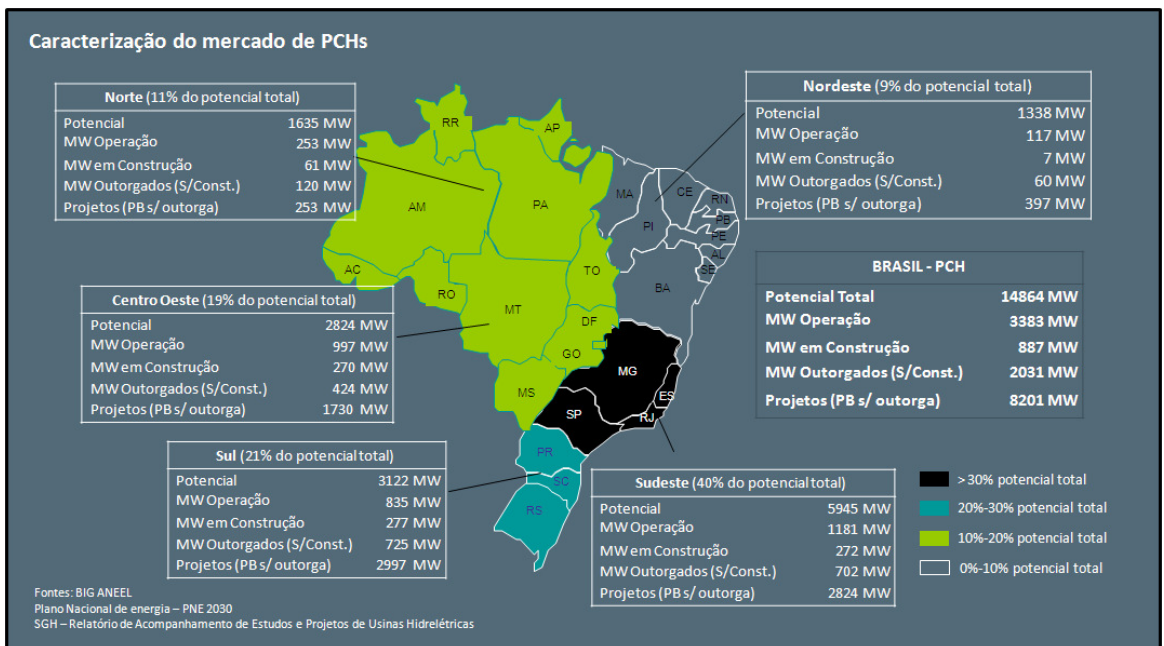 Caracterização do mercado de PCHs
Norte (11% do potencial total)
Potencial 1635 MW
MW Operação 253 MW
MW em Construção 61 MW
MW Outorgados (S/Const.) 120 MW
Projetos (PB s/ outorga) 253 MW
Nordeste (9% do potencial total)
Potencial 1338 MW
MW Operação 117 MW
MW em Construção 7 MW
MW Outorgados (S/Const.) 60 MW
Projetos (PB s/ outorga) 397 MW
RR
AP
AM
PA
MA
CE
RN
PB
PE
AL
SE
PI
BA
AC
RO
TO
MT
DF
GO
MS
MG
ES
SP
RJ
PR
SC
RS
Centro Oeste (19% do potencial total)
Potencial 2824 MW
MW Operação 997 MW
MW em Construção 270 MW
MW Outorgados (S/Const.) 424 MW
Projetos (PB s/ outorga) 1730 MW
BRASIL - PCH
Potencial Total 14864 MW
MW Operação 3383 MW
MW em Construção 887 MW
MW Outorgados (S/Const.) 2031 MW
Projetos (PB s/ outorga) 8201 MW
Sul (21% do potencial total)
Potencial 3122 MW
MW Operação 835 MW
MW em Construção 277 MW
MW Outorgados (S/Const.) 725 MW
Projetos (PB s/ outorga) 2997 MW
Sudeste (40% do potencial total)
Potencial 5945 MW
MW Operação 1181 MW
MW em Construção 272 MW
MW Outorgados (S/Const.) 702 MW
Projetos (PB s/ outorga) 2824 MW
>30% potencial total
20%-30% potencial total
10%-20% potencial total
0%-10% potencial total
Fontes: BIG ANEEL
Plano Nacional de energia – PNE 2030
SGH – Relatório de Acompanhamento de Estudos e Projetos de Usinas Hidrelétricas